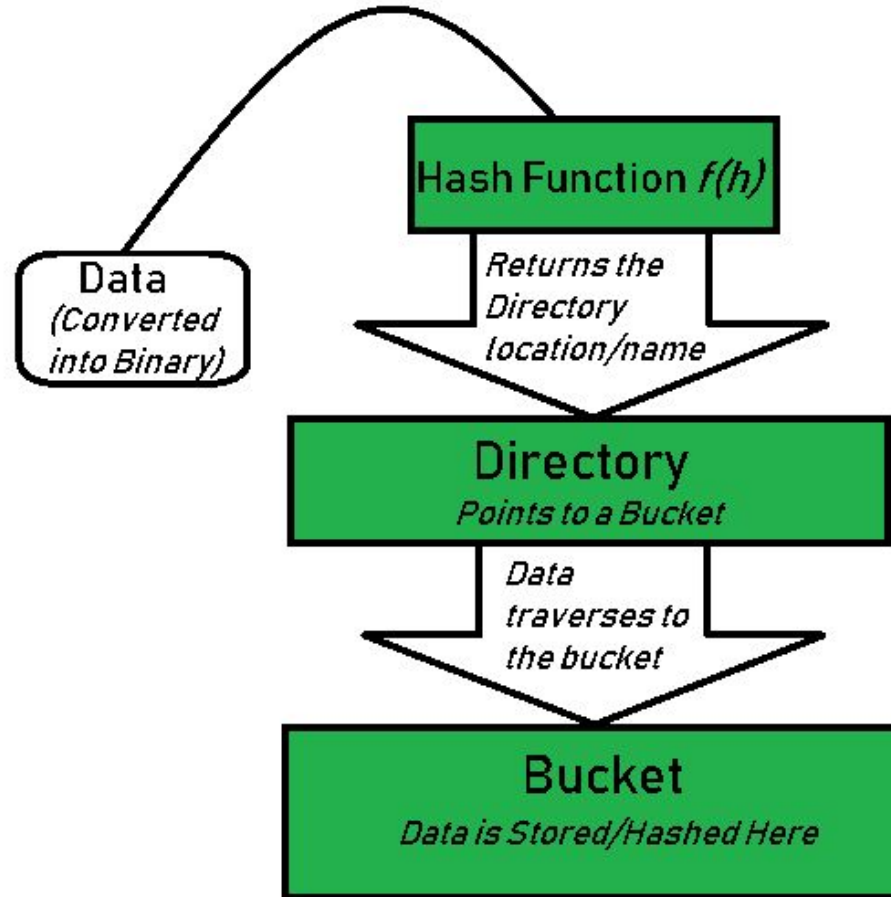 Hash Function f(h)
Data
(Converted
into Binary)
Returns the
Directory
location/name
Directory
Points to a Bucket
Data
traverses to
the bucket
Bucket
Data is Stored/Hashed Here